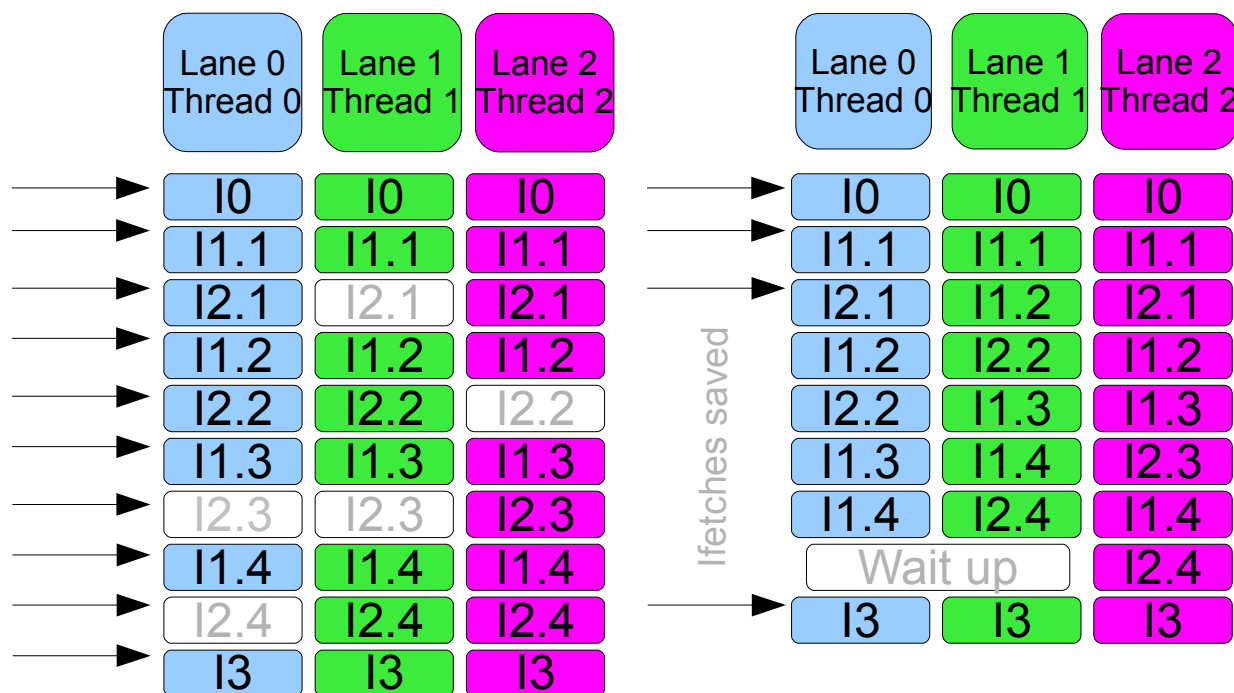 Lane 0
Thread 0
Lane 1
Thread 1
Lane 2
Thread 2
I0 I0 I0
I1.1 I1.1 I1.1
I2.1 I2.1 I2.1
I1.2 I1.2 I1.2
I2.2 I2.2 I2.2
I1.3 I1.3 I1.3
I2.3 I2.3 I2.3
I1.4 I1.4 I1.4
I2.4 I2.4 I2.4
I3 I3 I3
Ifetches saved
Lane 0
Thread 0
Lane 1
Thread 1
Lane 2
Thread 2
I0 I0 I0
I1.1 I1.1 I1.1
I2.1 I1.2 I2.1
I1.2 I2.2 I1.2
I2.2 I1.3 I1.3
I1.3 I1.4 I2.3
I1.4 I2.4 I1.4
Wait up I2.4
I3 I3 I3